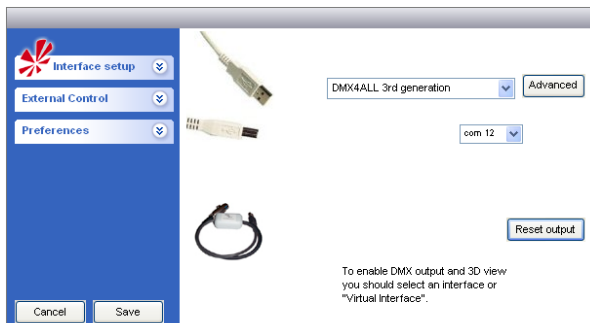 Interface setup
External Control
Preferences
DMX4ALL 3rd generation
Advanced
com 12
Reset output
To enable DMX output and 3D view
you should select an interface or
"Virtual Interface".
Cancel
Save